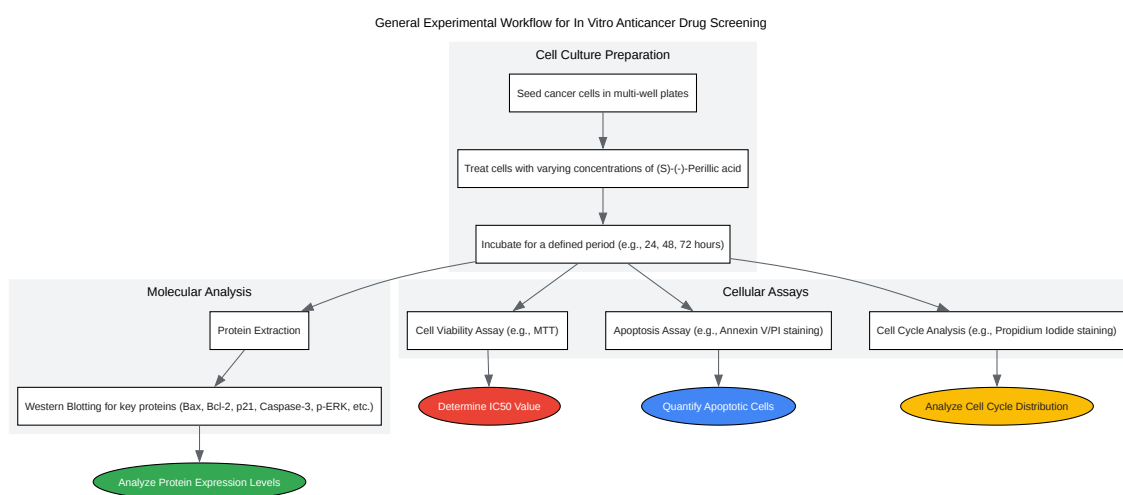 General Experimental Workflow for In Vitro Anticancer Drug Screening
Cell Culture Preparation
Seed cancer cells in multi-well plates
Treat cells with varying concentrations of (S)-(-)-Perillic acid
Incubate for a defined period (e.g., 24, 48, 72 hours)
Molecular Analysis
Protein Extraction
Western Blotting for key proteins (Bax, Bcl-2, p21, Caspase-3, p-ERK, etc.)
Analyze Protein Expression Levels
Cellular Assays
Cell Viability Assay (e.g., MTT)
Apoptosis Assay (e.g., Annexin V/PI staining)
Cell Cycle Analysis (e.g., Propidium Iodide staining)
Determine IC50 Value
Quantify Apoptotic Cells
Analyze Cell Cycle Distribution